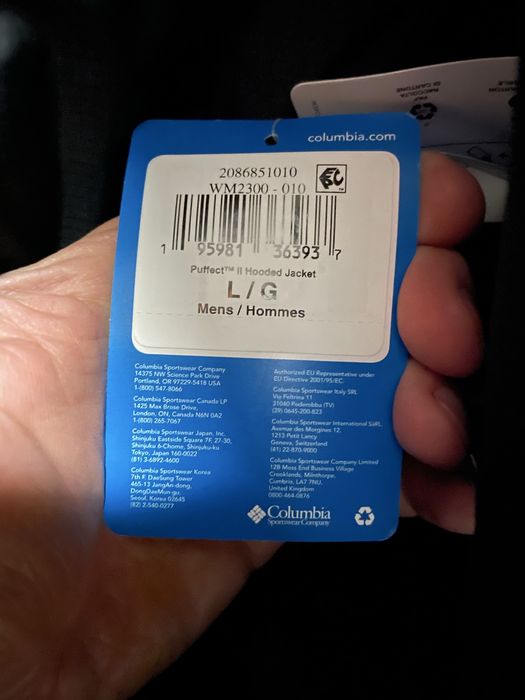 columbia.com
2086851010
WM2300 - 010
1 95981 36393 7
Puffect™ II Hooded Jacket
L / G
Mens / Hommes
Columbia Sportswear Company
14375 NW Science Park Drive
Portland, OR 97229-5418 USA
1-(800) 547-8066
Columbia Sportswear Canada LP
1425 Max Brose Drive,
London, ON, Canada N6N 0A2
1-(800) 265-7067
Columbia Sportswear Japan, Inc.
Shinjuku Eastside Square 7F, 27-30,
Shinjuku 6-Chome, Shinjuku-ku
Tokyo, Japan 160-0022
(81) 3-6892-4600
Columbia Sportswear Korea
7th F. DaeSung Tower
465-13 JangAn-dong,
DongDaeMun-gu,
Seoul, Korea 02645
(82) 2-540-0277
Authorized EU Representative under
EU Directive 2001/95/EC.
Columbia Sportswear Italy SRL
Via Feltrina 11
31040 Pederobba (TV)
(39) 0645-200-823
Columbia Sportswear International SàRL
Avenue des Morgines 12,
1213 Petit Lancy
Geneva, Switzerland
(41) 22-870-9000
Columbia Sportswear Company Limited
12B Moss End Business Village
Crooklands, Milnthorpe,
Cumbria, LA7 7NU,
United Kingdom
0800-464-0876
Columbia
Sportswear Company
PAP
RACCOLTA
DI CARTONE